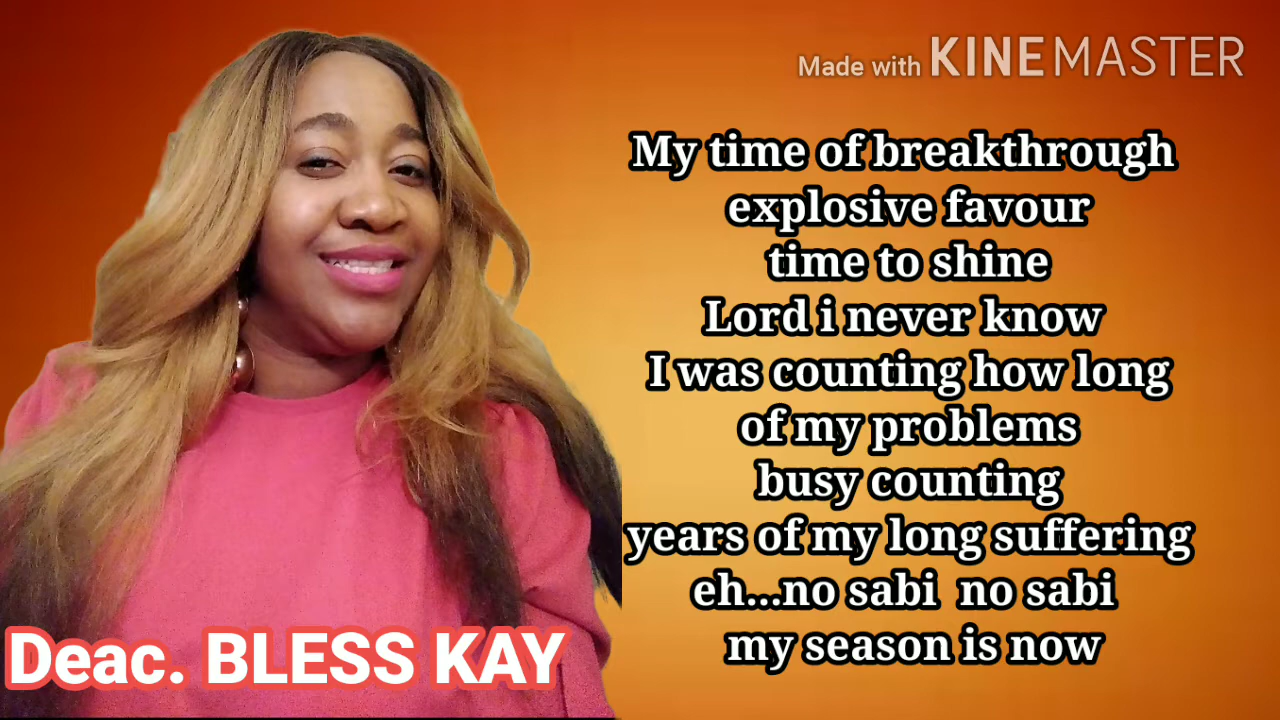 Made with KINEMASTER
My time of breakthrough
explosive favour
time to shine
Lord i never know
I was counting how long
of my problems
busy counting
years of my long suffering
eh...no sabi no sabi
my season is now
Deac. BLESS KAY